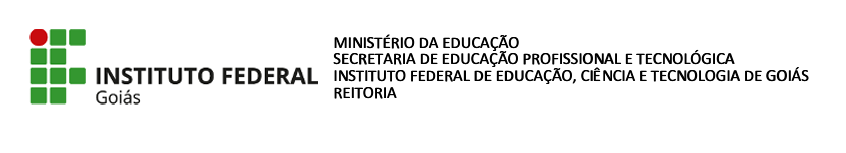 INSTITUTO FEDERAL
Goiás
MINISTÉRIO DA EDUCAÇÃO
SECRETARIA DE EDUCAÇÃO PROFISSIONAL E TECNOLÓGICA
INSTITUTO FEDERAL DE EDUCAÇÃO, CIÊNCIA E TECNOLOGIA DE GOIÁS
REITORIA